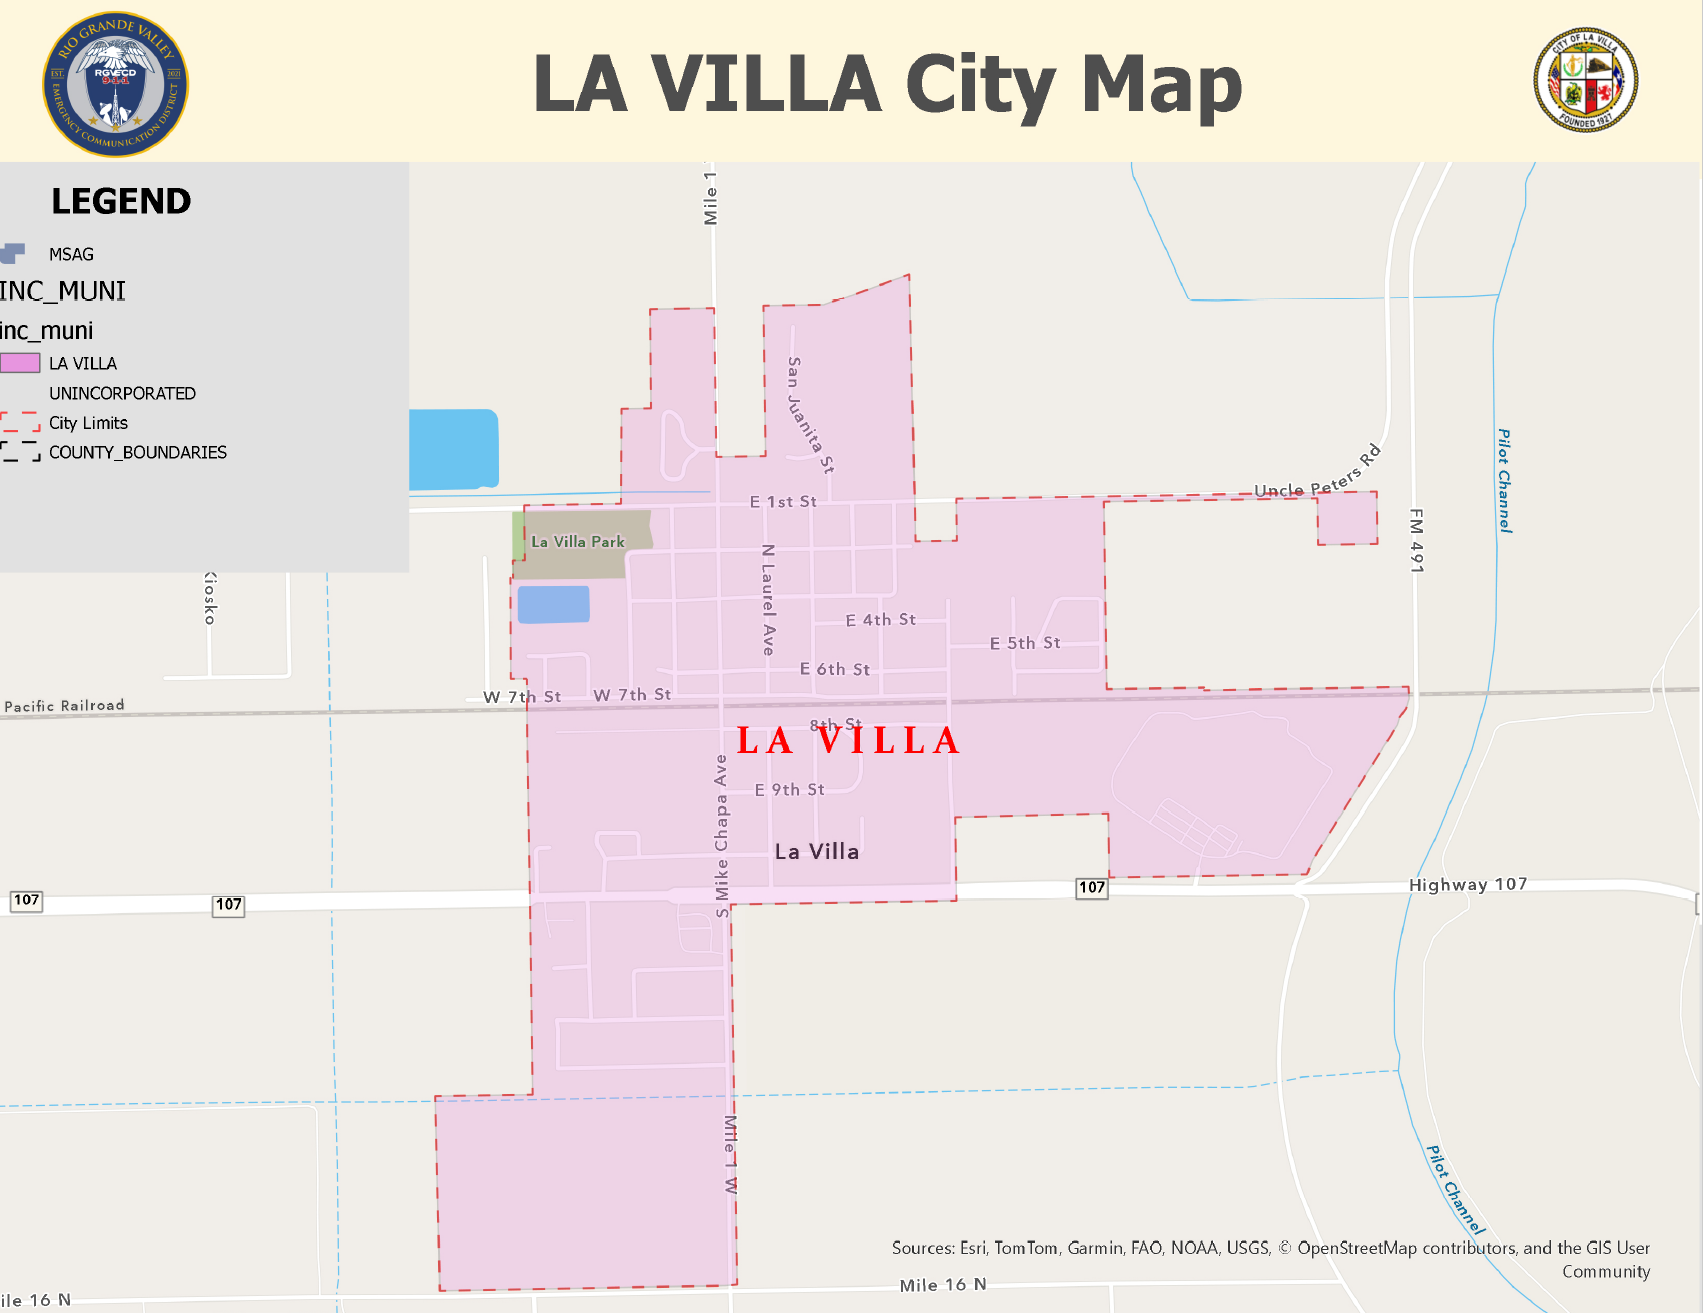 RIO GRANDE VALLEY
RGVECD
9-1-1
EST.
2021
EMERGENCY COMMUNICATION DISTRICT
LA VILLA City Map
CITY OF LA VILLA
FOUNDED 1927
LEGEND
MSAG
INC_MUNI
inc_muni
LA VILLA
UNINCORPORATED
City Limits
COUNTY_BOUNDARIES
Mile 1
San Juanita St
E 1st St
Uncle Peters Rd
Pilot Channel
FM 491
La Villa Park
N Laurel Ave
Kiosko
E 4th St
E 5th St
E 6th St
W 7th St
W 7th St
Pacific Railroad
8th St
LA VILLA
S Mike Chapa Ave
E 9th St
La Villa
107
107
107
Highway 107
Mile 1 W
Pilot Channel
Sources: Esri, TomTom, Garmin, FAO, NOAA, USGS, © OpenStreetMap contributors, and the GIS User
Community
Mile 16 N
ile 16 N